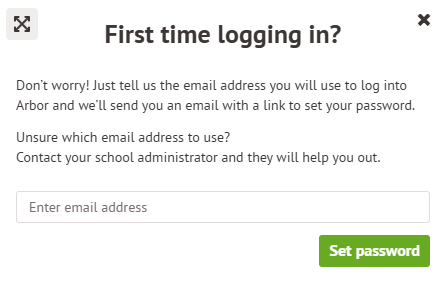 First time logging in?
Don't worry! Just tell us the email address you will use to log into
Arbor and we'll send you an email with a link to set your password.
Unsure which email address to use?
Contact your school administrator and they will help you out.
Enter email address
Set password